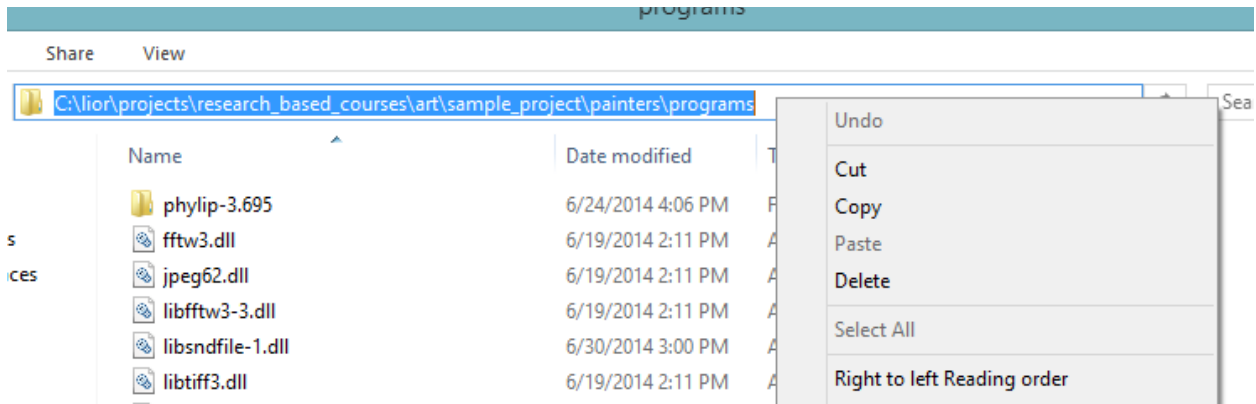 programs
Share View
C:\lior\projects\research_based_courses\art\sample_project\painters\programs
Undo
Cut
Copy
Paste
Delete
Select All
Right to left Reading order
Name Date modified
phylip-3.695 6/24/2014 4:06 PM
fftw3.dll 6/19/2014 2:11 PM
jpeg62.dll 6/19/2014 2:11 PM
libfftw3-3.dll 6/19/2014 2:11 PM
libsndfile-1.dll 6/30/2014 3:00 PM
libtiff3.dll 6/19/2014 2:11 PM